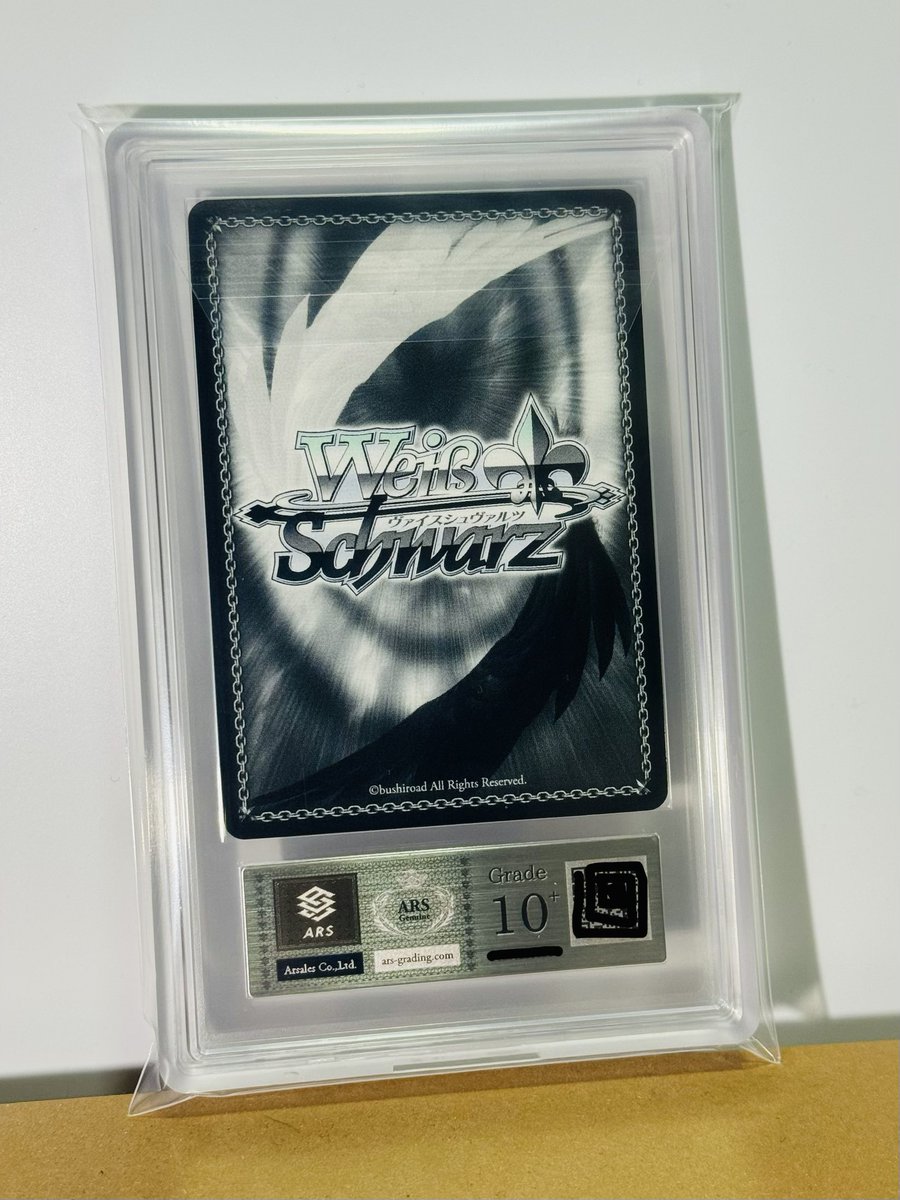 Weiß
ヴァイスシュヴァルツ
Schwarz
©bushiroad All Rights Reserved.
ARS
Arsales Co.,Ltd.
ARS
Genuine
ars-grading.com
Grade
10+